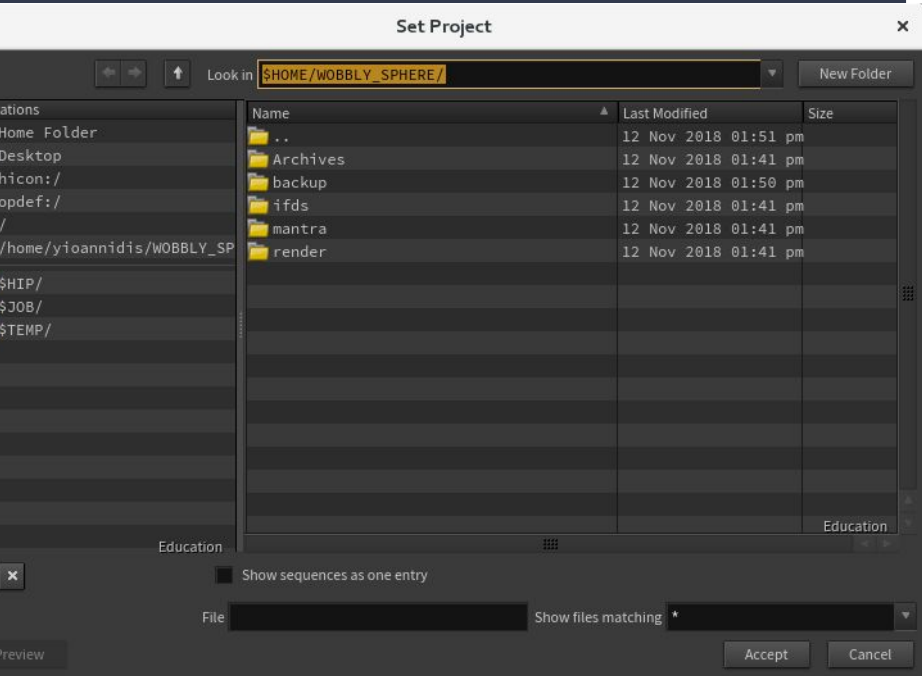 Set Project
Look in $HOME/WOBBLY_SPHERE/ New Folder
ations
Home Folder
Desktop
hicon:/
opdef:/
/
/home/yioannidis/WOBBLY_SP
$HIP/
$JOB/
$TEMP/
Education
Name Last Modified Size
.. 12 Nov 2018 01:51 pm
Archives 12 Nov 2018 01:41 pm
backup 12 Nov 2018 01:50 pm
ifds 12 Nov 2018 01:41 pm
mantra 12 Nov 2018 01:41 pm
render 12 Nov 2018 01:41 pm
Education
Show sequences as one entry
File Show files matching *
Preview Accept Cancel